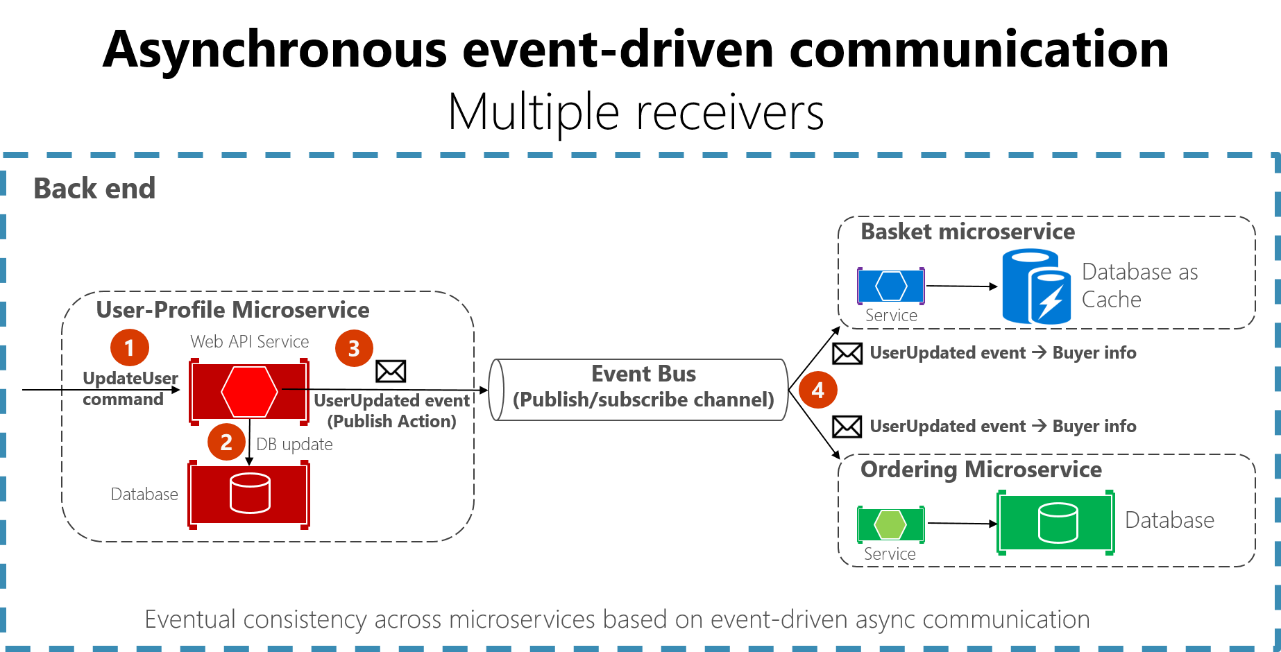 Asynchronous event-driven communication
Multiple receivers
Back end
User-Profile Microservice
Web API Service
1
UpdateUser
command
3
UserUpdated event
(Publish Action)
2
DB update
Database
Event Bus
(Publish/subscribe channel)
4
Basket microservice
Service
Database as
Cache
UserUpdated event → Buyer info
UserUpdated event → Buyer info
Ordering Microservice
Service
Database
Eventual consistency across microservices based on event-driven async communication